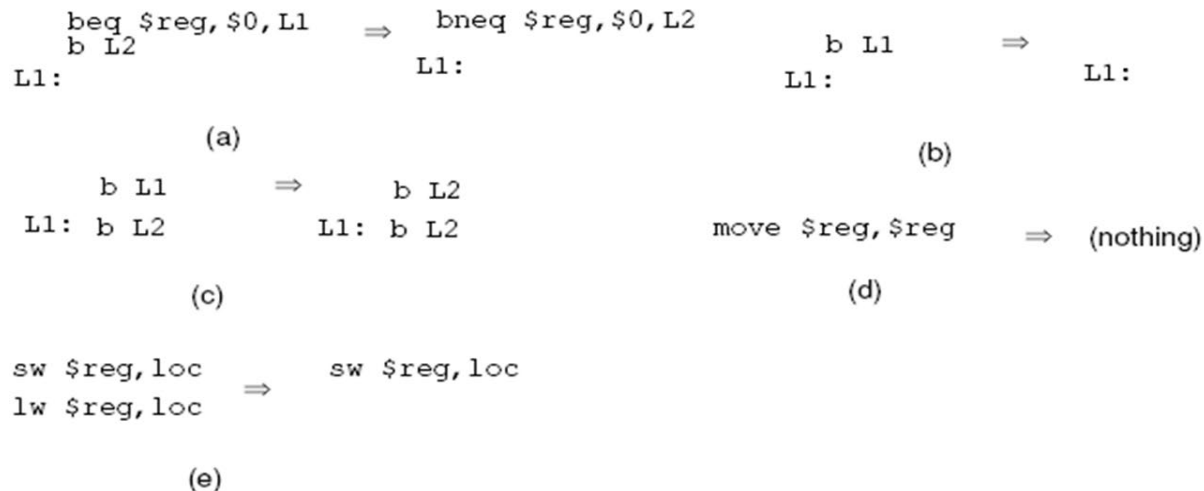 beq $reg,$0,L1 ⇒ bneq $reg,$0,L2
b L2
L1: L1:
(a)
b L1 ⇒
L1: L1:
(b)
b L1 ⇒ b L2
L1: b L2 L1: b L2
(c)
move $reg,$reg ⇒ (nothing)
(d)
sw $reg,loc ⇒ sw $reg,loc
lw $reg,loc
(e)